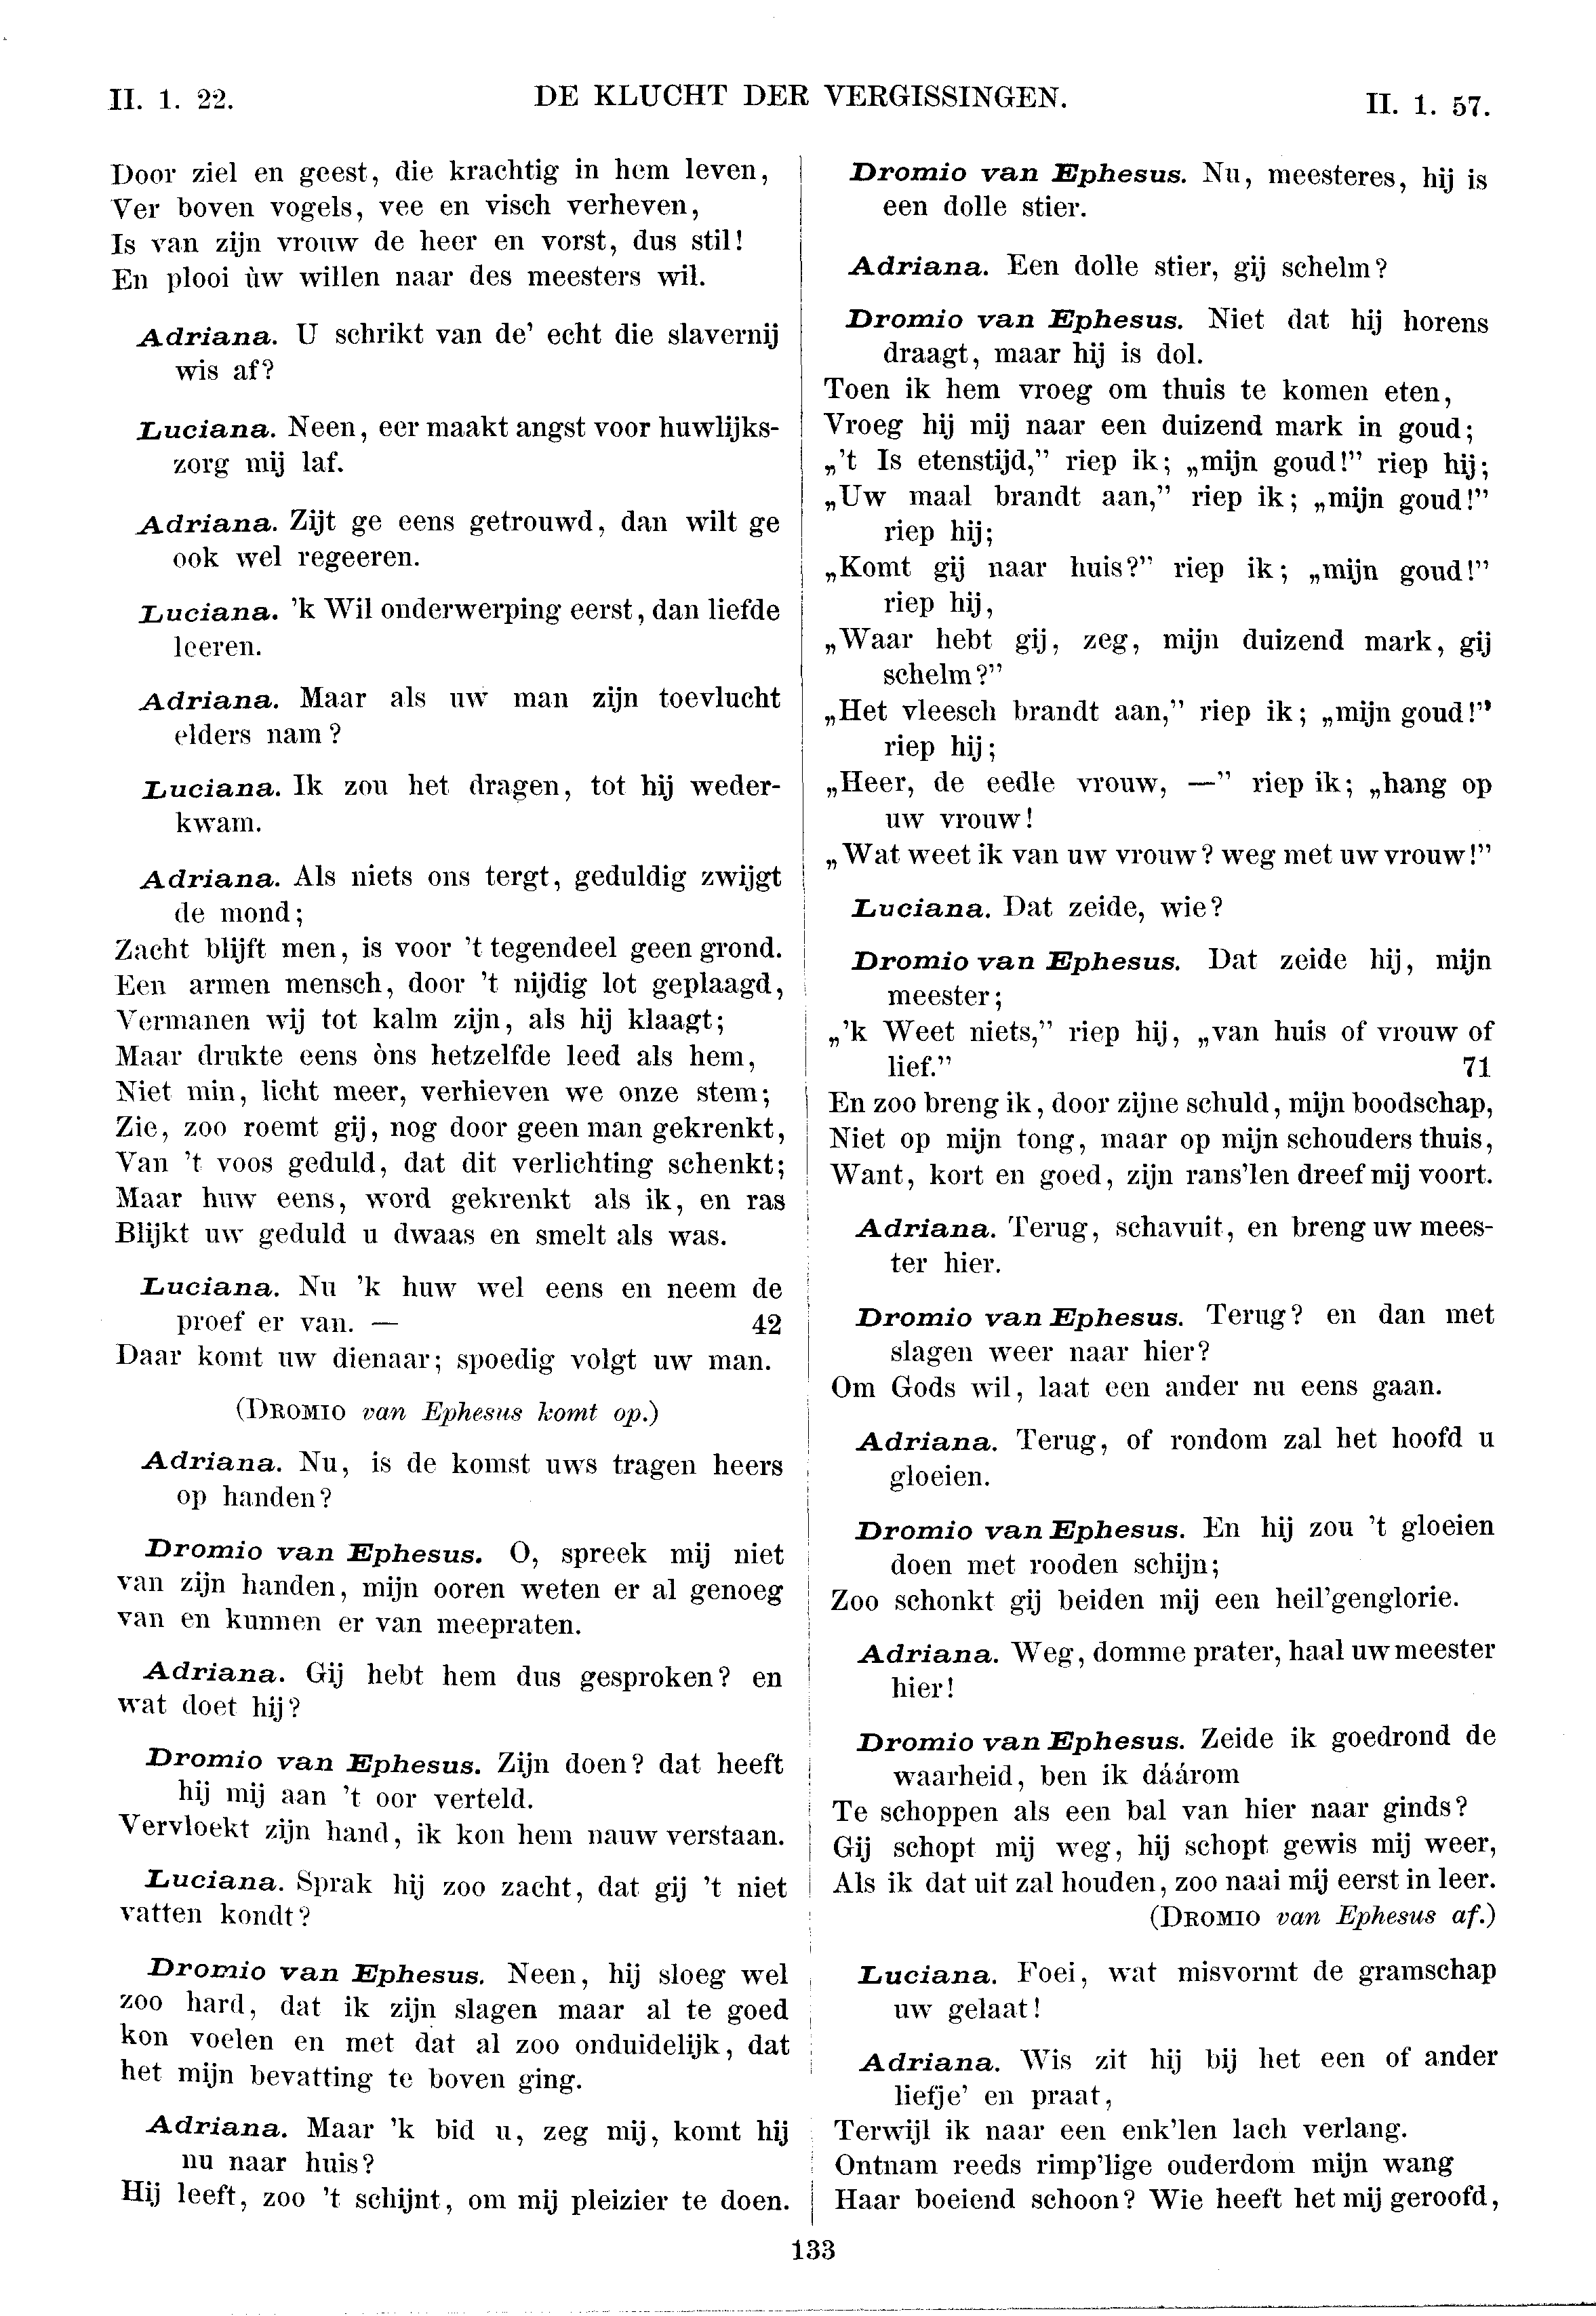 II. 1. 22.
DE KLUCHT DER VERGISSINGEN.
II. 1. 57.
Door ziel en geest, die krachtig in hem leven,
Ver boven vogels, vee en visch verheven,
Is van zijn vrouw de heer en vorst, dus stil!
En plooi ùw willen naar des meesters wil.
Adriana. U schrikt van de' echt die slavernij
wis af?
Luciana. Neen, eer maakt angst voor huwlijks-
zorg mij laf.
Adriana. Zijt ge eens getrouwd, dan wilt ge
ook wel regeeren.
Luciana. 'k Wil onderwerping eerst, dan liefde
leeren.
Adriana. Maar als uw man zijn toevlucht
elders nam?
Luciana. Ik zou het dragen, tot hij weder-
kwam.
Adriana. Als niets ons tergt, geduldig zwijgt
de mond;
Zacht blijft men, is voor 't tegendeel geen grond.
Een armen mensch, door 't nijdig lot geplaagd,
Vermanen wij tot kalm zijn, als hij klaagt;
Maar drukte eens òns hetzelfde leed als hem,
Niet min, licht meer, verhieven we onze stem;
Zie, zoo roemt gij, nog door geen man gekrenkt,
Van 't voos geduld, dat dit verlichting schenkt;
Maar huw eens, word gekrenkt als ik, en ras
Blijkt uw geduld u dwaas en smelt als was.
Luciana. Nu 'k huw wel eens en neem de
proef er van. — 42
Daar komt uw dienaar; spoedig volgt uw man.
(DROMIO van Ephesus komt op.)
Adriana. Nu, is de komst uws tragen heers
op handen?
Dromio van Ephesus. O, spreek mij niet
van zijn handen, mijn ooren weten er al genoeg
van en kunnen er van meepraten.
Adriana. Gij hebt hem dus gesproken? en
wat doet hij?
Dromio van Ephesus. Zijn doen? dat heeft
hij mij aan 't oor verteld.
Vervloekt zijn hand, ik kon hem nauw verstaan.
Luciana. Sprak hij zoo zacht, dat gij 't niet
vatten kondt?
Dromio van Ephesus. Neen, hij sloeg wel
zoo hard, dat ik zijn slagen maar al te goed
kon voelen en met dat al zoo onduidelijk, dat
het mijn bevatting te boven ging.
Adriana. Maar 'k bid u, zeg mij, komt hij
nu naar huis?
Hij leeft, zoo 't schijnt, om mij pleizier te doen.
Dromio van Ephesus. Nu, meesteres, hij is
een dolle stier.
Adriana. Een dolle stier, gij schelm?
Dromio van Ephesus. Niet dat hij horens
draagt, maar hij is dol.
Toen ik hem vroeg om thuis te komen eten,
Vroeg hij mij naar een duizend mark in goud;
„'t Is etenstijd,” riep ik; „mijn goud!” riep hij;
„Uw maal brandt aan,” riep ik; „mijn goud!”
riep hij;
„Komt gij naar huis?” riep ik; „mijn goud!”
riep hij,
„Waar hebt gij, zeg, mijn duizend mark, gij
schelm?”
„Het vleesch brandt aan,” riep ik; „mijn goud!”
riep hij;
„Heer, de eedle vrouw, —” riep ik; „hang op
uw vrouw!
„Wat weet ik van uw vrouw? weg met uw vrouw!”
Luciana. Dat zeide, wie?
Dromio van Ephesus. Dat zeide hij, mijn
meester;
„'k Weet niets,” riep hij, „van huis of vrouw of
lief.” 71
En zoo breng ik, door zijne schuld, mijn boodschap,
Niet op mijn tong, maar op mijn schouders thuis,
Want, kort en goed, zijn rans'len dreef mij voort.
Adriana. Terug, schavuit, en breng uw mees-
ter hier.
Dromio van Ephesus. Terug? en dan met
slagen weer naar hier?
Om Gods wil, laat een ander nu eens gaan.
Adriana. Terug, of rondom zal het hoofd u
gloeien.
Dromio van Ephesus. En hij zou 't gloeien
doen met rooden schijn;
Zoo schonkt gij beiden mij een heil'genglorie.
Adriana. Weg, domme prater, haal uw meester
hier!
Dromio van Ephesus. Zeide ik goedrond de
waarheid, ben ik dáárom
Te schoppen als een bal van hier naar ginds?
Gij schopt mij weg, hij schopt gewis mij weer,
Als ik dat uit zal houden, zoo naai mij eerst in leer.
(DROMIO van Ephesus af.)
Luciana. Foei, wat misvormt de gramschap
uw gelaat!
Adriana. Wis zit hij bij het een of ander
liefje' en praat,
Terwijl ik naar een enk'len lach verlang.
Ontnam reeds rimp'lige ouderdom mijn wang
Haar boeiend schoon? Wie heeft het mij geroofd,
133